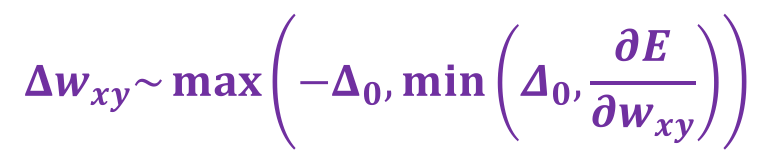 Δw_xy ~ max(−Δ_0, min(Δ_0, ∂E/∂w_xy))